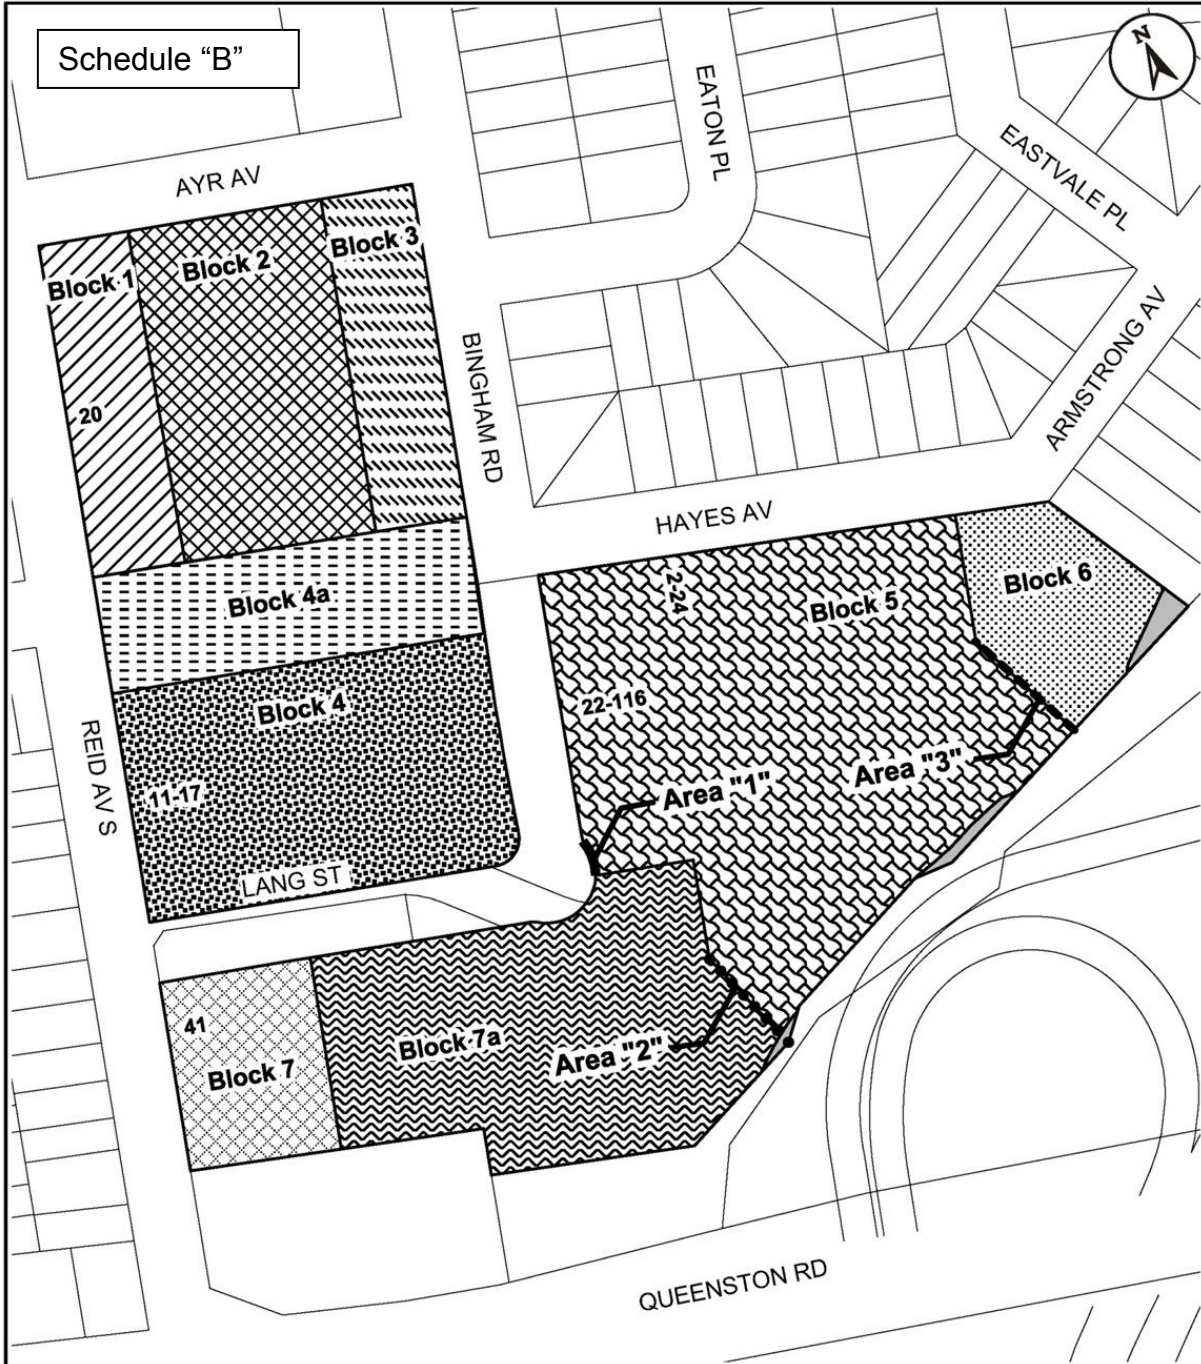 Schedule “B”
N
EATON PL
EASTVALE PL
AYR AV
Block 1
Block 2
Block 3
20
BINGHAM RD
ARMSTRONG AV
HAYES AV
Block 4a
2-24
Block 5
Block 6
Block 4
22-116
REID AV S
11-17
Area "1"
Area "3"
LANG ST
41
Block 7
Block 7a
Area "2"
QUEENSTON RD